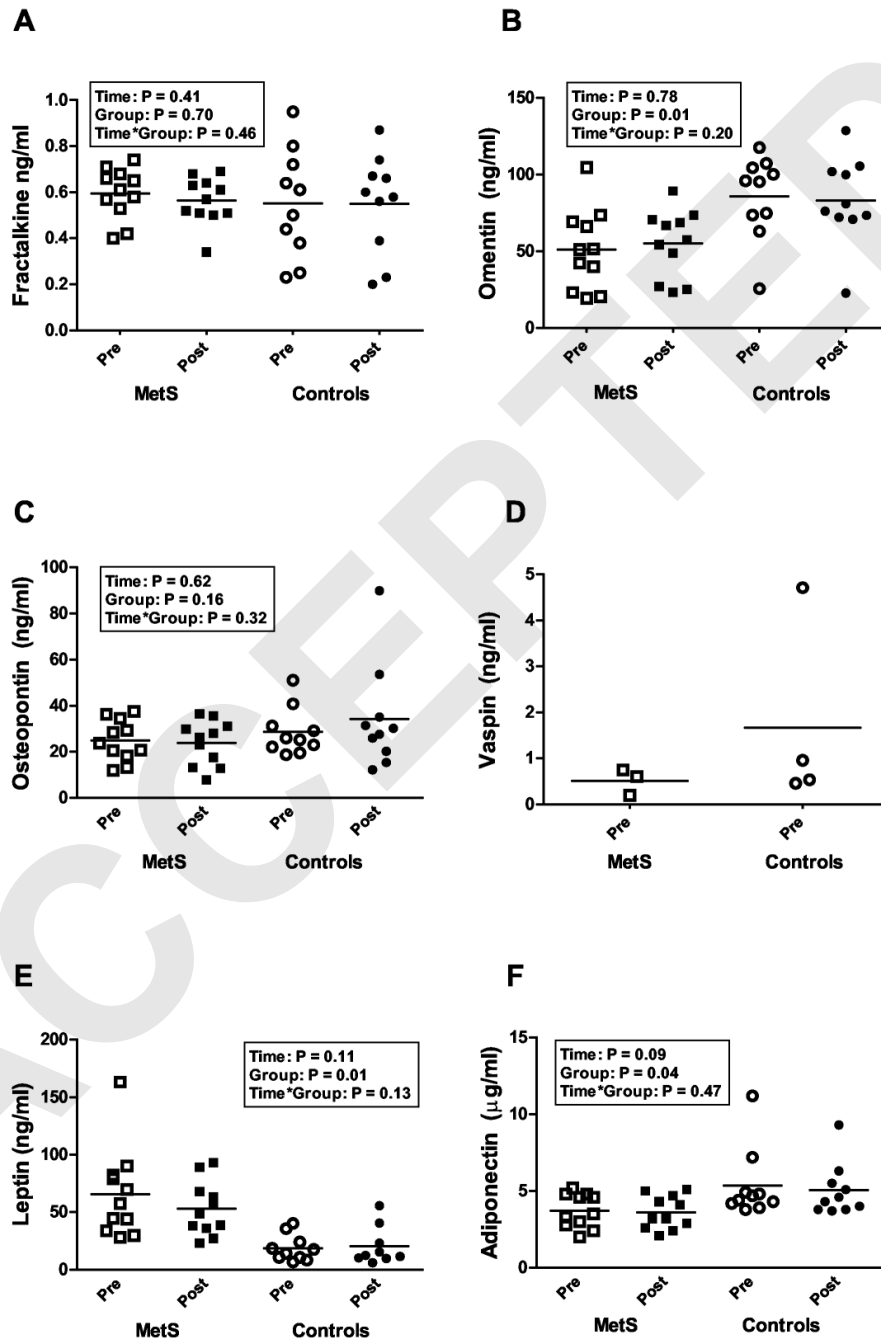 A
Time: P = 0.41
Group: P = 0.70
Time*Group: P = 0.46
Fractalkine ng/ml
1.0
0.8
0.6
0.4
0.2
0.0
Pre
Post
Pre
Post
MetS
Controls
B
Time: P = 0.78
Group: P = 0.01
Time*Group: P = 0.20
Omentin (ng/ml)
150
100
50
0
Pre
Post
Pre
Post
MetS
Controls
C
Time: P = 0.62
Group: P = 0.16
Time*Group: P = 0.32
Osteopontin (ng/ml)
100
80
60
40
20
0
Pre
Post
Pre
Post
MetS
Controls
D
Vaspin (ng/ml)
5
4
3
2
1
0
Pre
Pre
MetS
Controls
E
Time: P = 0.11
Group: P = 0.01
Time*Group: P = 0.13
Leptin (ng/ml)
200
150
100
50
0
Pre
Post
Pre
Post
MetS
Controls
F
Time: P = 0.09
Group: P = 0.04
Time*Group: P = 0.47
Adiponectin (μg/ml)
15
10
5
0
Pre
Post
Pre
Post
MetS
Controls
ACCEPTED